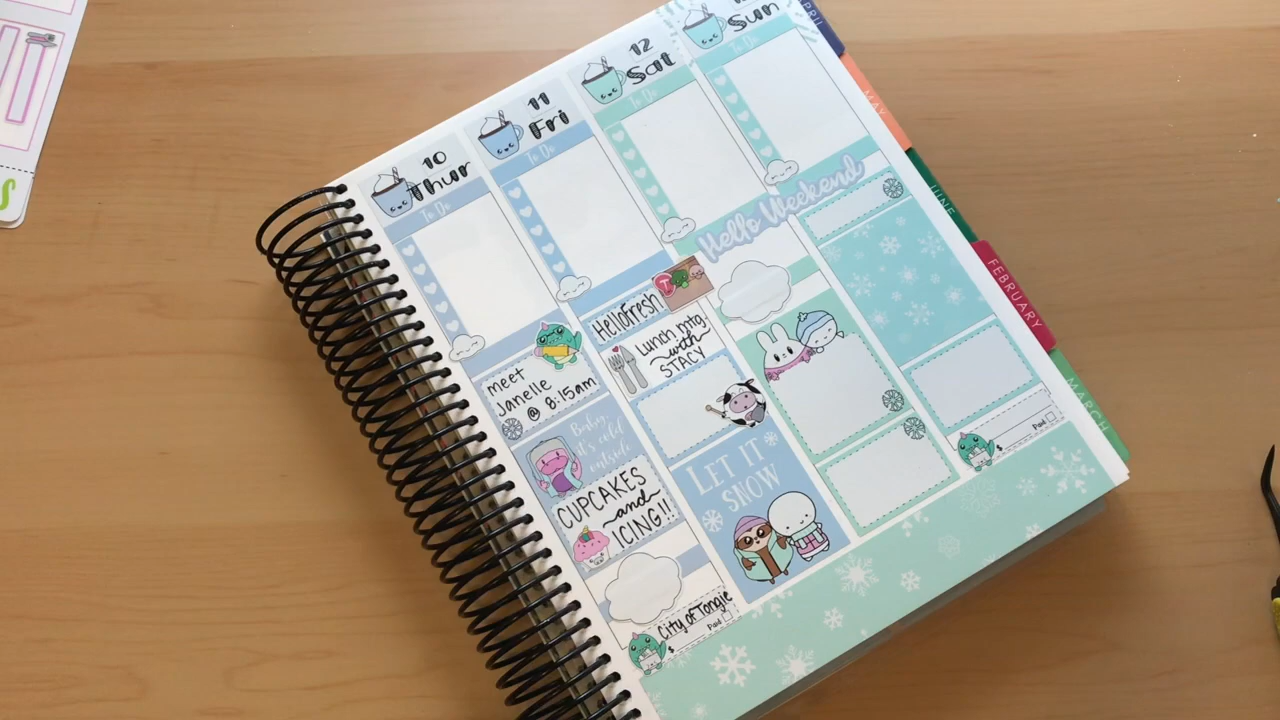 10
Thur
To Do
meet
Janelle
@ 8:15am
Baby,
it's cold
outside
CUPCAKES
and
ICING!!
City of Tongie
$
Paid
11
Fri
To Do
HelloFresh
Lunch mtg
with
STACY
LET IT
SNOW
12
Sat
To Do
Hello Weekend
Sun
To Do
$
Paid
MAY
JUNE
FEBRUARY
MARCH